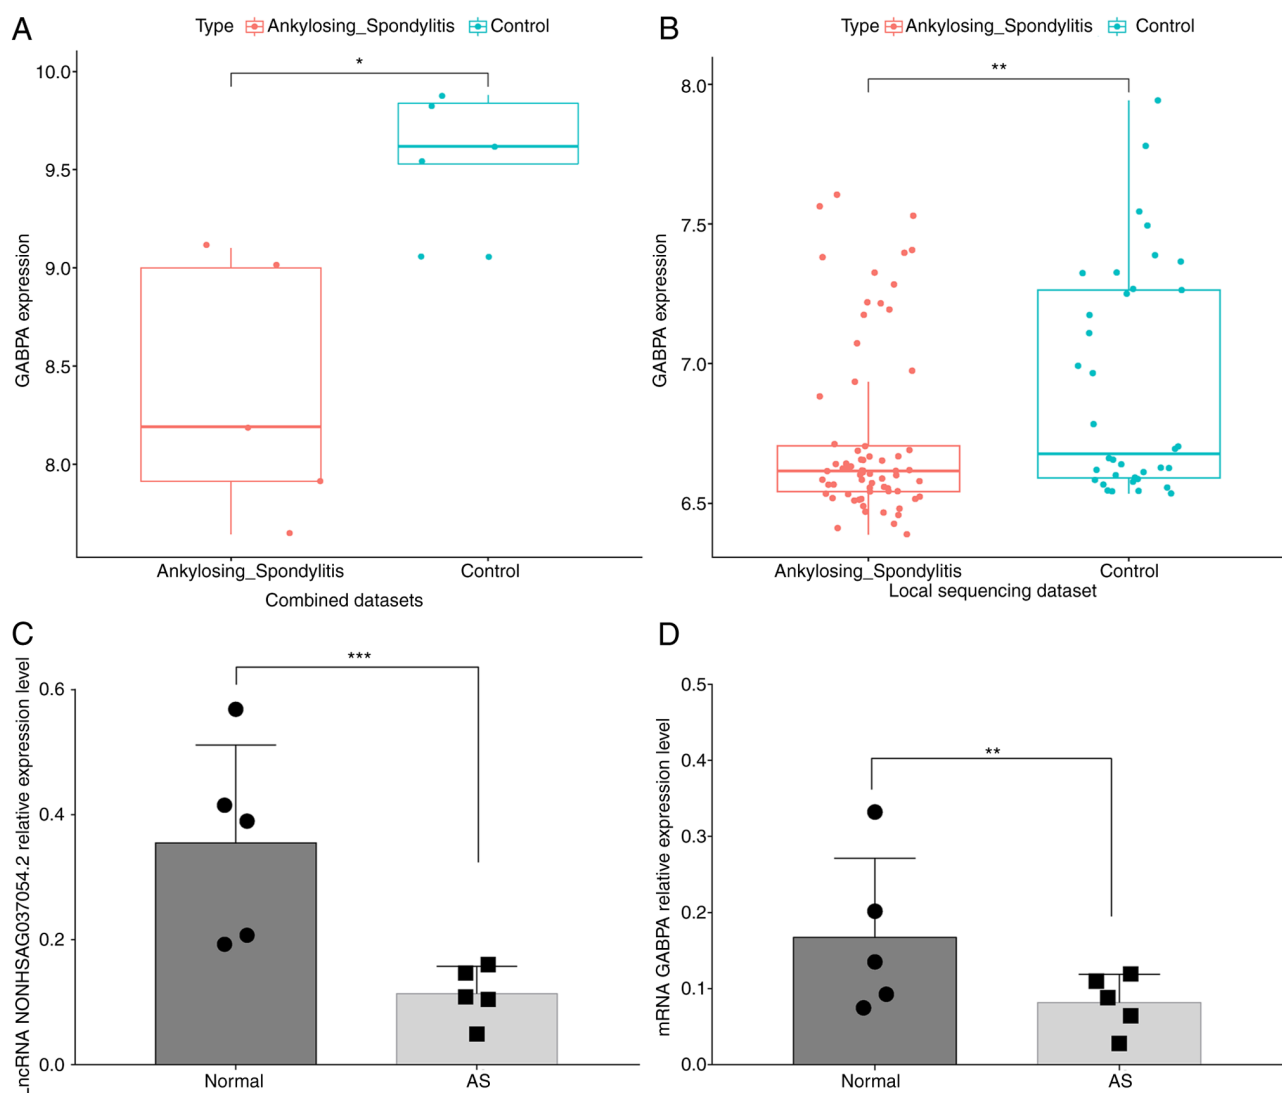 A
Type Ankylosing_Spondylitis Control
*
10.0
9.5
9.0
8.5
8.0
GABPA expression
Ankylosing_Spondylitis Control
Combined datasets
B
Type Ankylosing_Spondylitis Control
**
8.0
7.5
7.0
6.5
GABPA expression
Ankylosing_Spondylitis Control
Local sequencing dataset
C
***
0.6
0.4
0.2
0.0
LncRNA NONHSAG037054.2 relative expression level
Normal AS
D
**
0.5
0.4
0.3
0.2
0.1
0.0
mRNA GABPA relative expression level
Normal AS